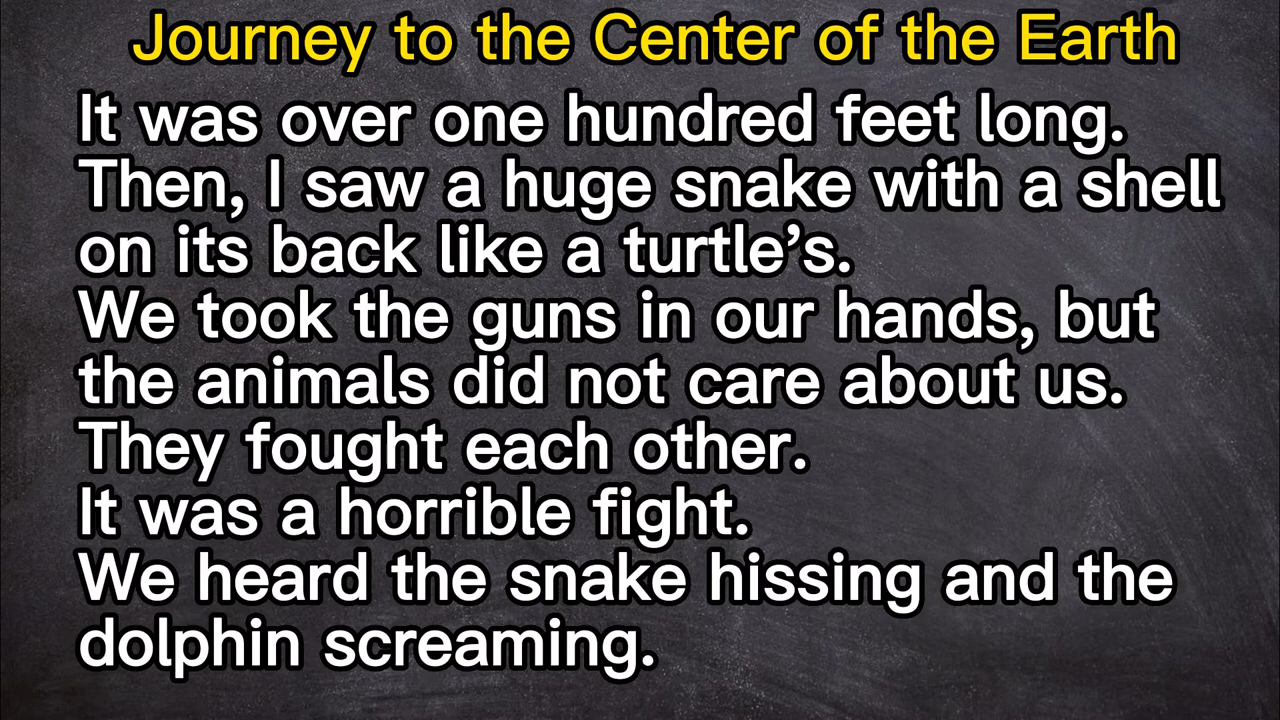 Journey to the Center of the Earth
It was over one hundred feet long.
Then, I saw a huge snake with a shell
on its back like a turtle’s.
We took the guns in our hands, but
the animals did not care about us.
They fought each other.
It was a horrible fight.
We heard the snake hissing and the
dolphin screaming.